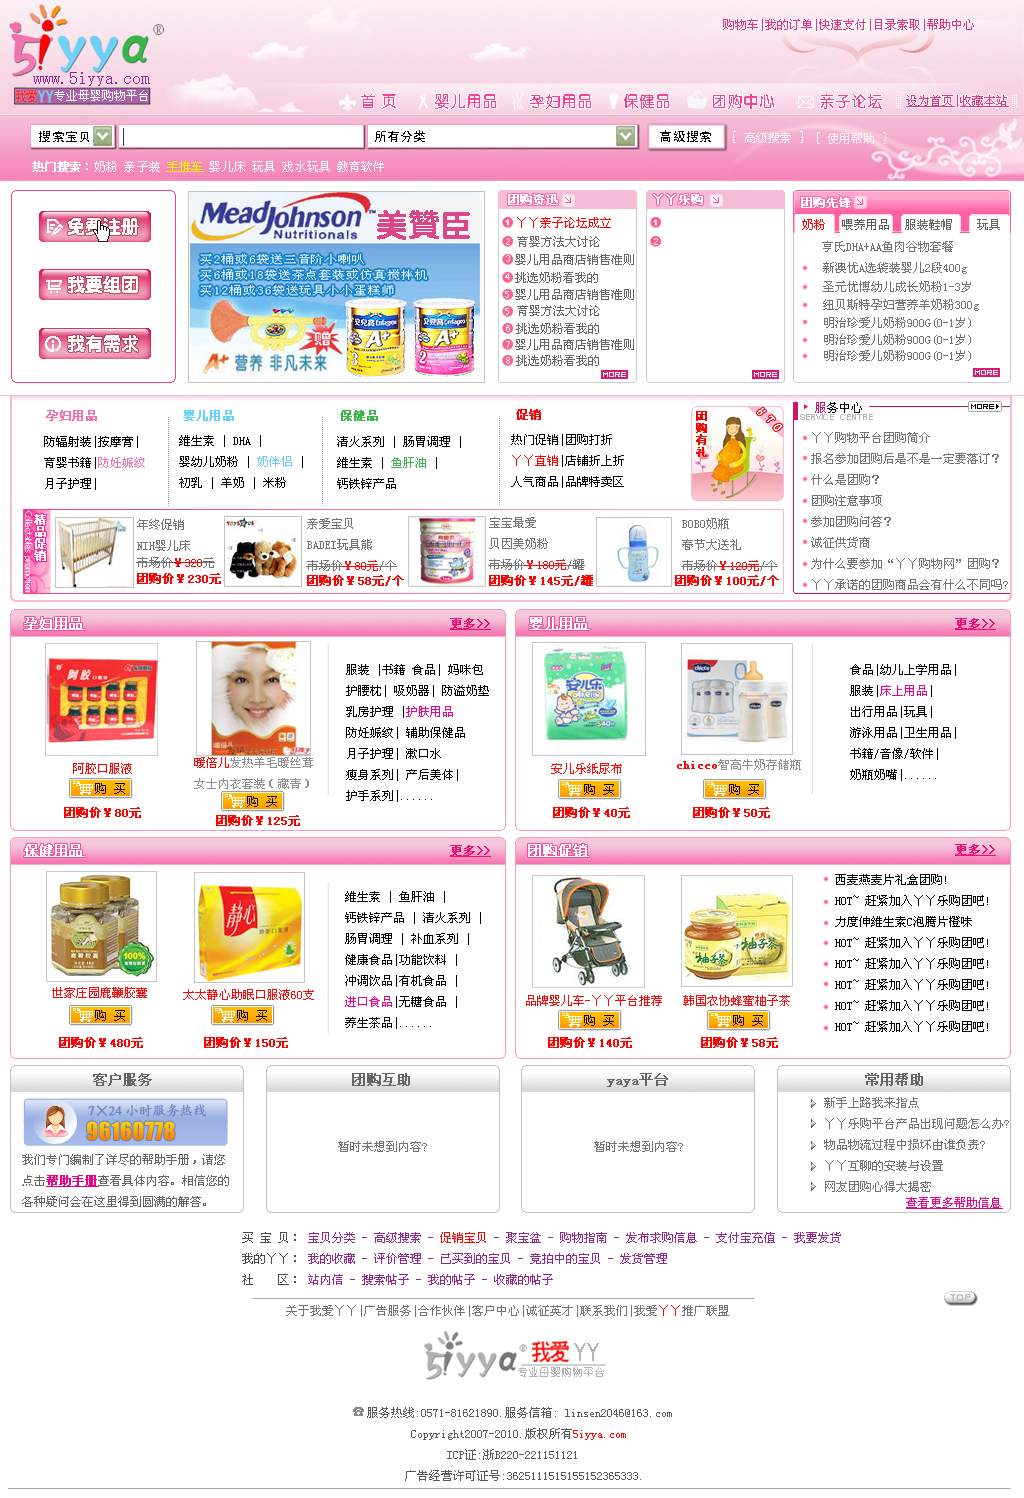 5iyya®
www.5iyya.com
我爱YY专业母婴购物平台
购物车|我的订单|快速支付|目录索取|帮助中心
首 页 婴儿用品 孕妇用品 保健品 团购中心 亲子论坛 设为首页|收藏本站
搜索宝贝 所有分类 高级搜索 [ 高级搜索 ] [ 使用帮助 ]
热门搜索：奶粉 亲子装 手推车 婴儿床 玩具 戏水玩具 教育软件
免费注册
我要组团
我有需求
MeadJohnson
Nutritionals 美贊臣
买2桶或6袋送三音阶小喇叭
买6桶或18袋送茶点套装或仿真搅拌机
买12桶或36袋送玩具小小蛋糕师
赠
A+ 营养 非凡未来
团购资讯
1 丫丫亲子论坛成立
2 育婴方法大讨论
3 婴儿用品商店销售准则
4 挑选奶粉看我的
5 婴儿用品商店销售准则
5 育婴方法大讨论
6 挑选奶粉看我的
7 婴儿用品商店销售准则
8 挑选奶粉看我的
MORE
丫丫乐购
1
2
MORE
团购先锋
奶粉 喂养用品 服装鞋帽 玩具
亨氏DHA+AA鱼肉谷物套餐
新澳优A选袋装婴儿2段400g
圣元优博幼儿成长奶粉1-3岁
纽贝斯特孕妇营养羊奶粉300g
明治珍爱儿奶粉900G(0-1岁)
明治珍爱儿奶粉900G(0-1岁)
明治珍爱儿奶粉900G(0-1岁)
MORE
孕妇用品
防辐射装|按摩膏|
育婴书籍|防妊娠纹
月子护理|
婴儿用品
维生素 | DHA |
婴幼儿奶粉 | 奶伴侣 |
初乳 | 羊奶 | 米粉
保健品
清火系列 | 肠胃调理 |
维生素 | 鱼肝油 |
钙铁锌产品
促销
热门促销|团购打折
丫丫直销|店铺折上折
人气商品|品牌特卖区
团购有礼
HOT
服务中心 MORE
SERVICE CENTRE
丫丫购物平台团购简介
报名参加团购后是不是一定要落订？
什么是团购？
团购注意事项
参加团购问答？
诚征供货商
为什么要参加“丫丫购物网”团购？
丫丫承诺的团购商品会有什么不同吗？
精品促销
年终促销
NIH婴儿床
市场价￥320元
团购价￥230元
亲爱宝贝
BADEI玩具熊
市场价￥80元/个
团购价￥58元/个
宝宝最爱
贝因美奶粉
市场价￥180元/罐
团购价￥145元/罐
BOBO奶瓶
春节大送礼
市场价￥120元/个
团购价￥100元/个
孕妇用品 更多>>
阿胶口服液
购 买
团购价￥80元
暖倍儿发热羊毛暖丝茸
女士内衣套装(藏青)
购 买
团购价￥125元
服装 |书籍 食品| 妈咪包
护腰枕| 吸奶器| 防溢奶垫
乳房护理 |护肤用品
防妊娠纹| 辅助保健品
月子护理| 漱口水
瘦身系列| 产后美体|
护手系列|......
婴儿用品 更多>>
安儿乐纸尿布
购 买
团购价￥40元
chicco智高牛奶存储瓶
购 买
团购价￥50元
食品|幼儿上学用品|
服装|床上用品|
出行用品|玩具|
游泳用品|卫生用品|
书籍/音像/软件|
奶瓶奶嘴|......
保健用品 更多>>
世家庄园鹿鞭胶囊
购 买
团购价￥480元
太太静心助眠口服液60支
购 买
团购价￥150元
维生素 | 鱼肝油 |
钙铁锌产品 | 清火系列 |
肠胃调理 | 补血系列 |
健康食品|功能饮料 |
冲调饮品|有机食品 |
进口食品|无糖食品 |
养生茶品|......
团购促销 更多>>
品牌婴儿车-丫丫平台推荐
购 买
团购价￥140元
韩国农协蜂蜜柚子茶
购 买
团购价￥58元
西麦燕麦片礼盒团购!
HOT~ 赶紧加入丫丫乐购团吧!
力度伸维生素C泡腾片橙味
HOT~ 赶紧加入丫丫乐购团吧!
HOT~ 赶紧加入丫丫乐购团吧!
HOT~ 赶紧加入丫丫乐购团吧!
HOT~ 赶紧加入丫丫乐购团吧!
HOT~ 赶紧加入丫丫乐购团吧!
客户服务
7×24 小时服务热线
96160778
我们专门编制了详尽的帮助手册，请您
点击帮助手册查看具体内容。相信您的
各种疑问会在这里得到圆满的解答。
团购互助
暂时未想到内容?
yaya平台
暂时未想到内容?
常用帮助
新手上路我来指点
丫丫乐购平台产品出现问题怎么办?
物品物流过程中损坏由谁负责?
丫丫互聊的安装与设置
网友团购心得大揭密
查看更多帮助信息
买 宝 贝： 宝贝分类 - 高级搜索 - 促销宝贝 - 聚宝盆 - 购物指南 - 发布求购信息 - 支付宝充值 - 我要发货
我的丫丫： 我的收藏 - 评价管理 - 已买到的宝贝 - 竞拍中的宝贝 - 发货管理
社 区： 站内信 - 搜索帖子 - 我的帖子 - 收藏的帖子
TOP
关于我爱丫丫|广告服务|合作伙伴|客户中心|诚征英才|联系我们|我爱丫丫推广联盟
5iyya® 我爱YY
专业母婴购物平台
☎服务热线:0571-81621890.服务信箱: linsen2046@163.com
Copyright2007-2010.版权所有5iyya.com
ICP证:浙B220-221151121
广告经营许可证号:3625111515155152365333.